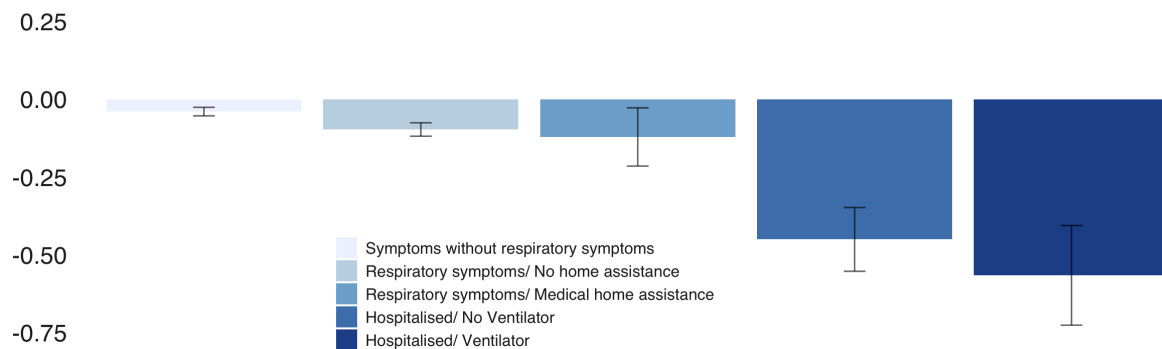 0.25
0.00
-0.25
-0.50
-0.75
Symptoms without respiratory symptoms
Respiratory symptoms/ No home assistance
Respiratory symptoms/ Medical home assistance
Hospitalised/ No Ventilator
Hospitalised/ Ventilator